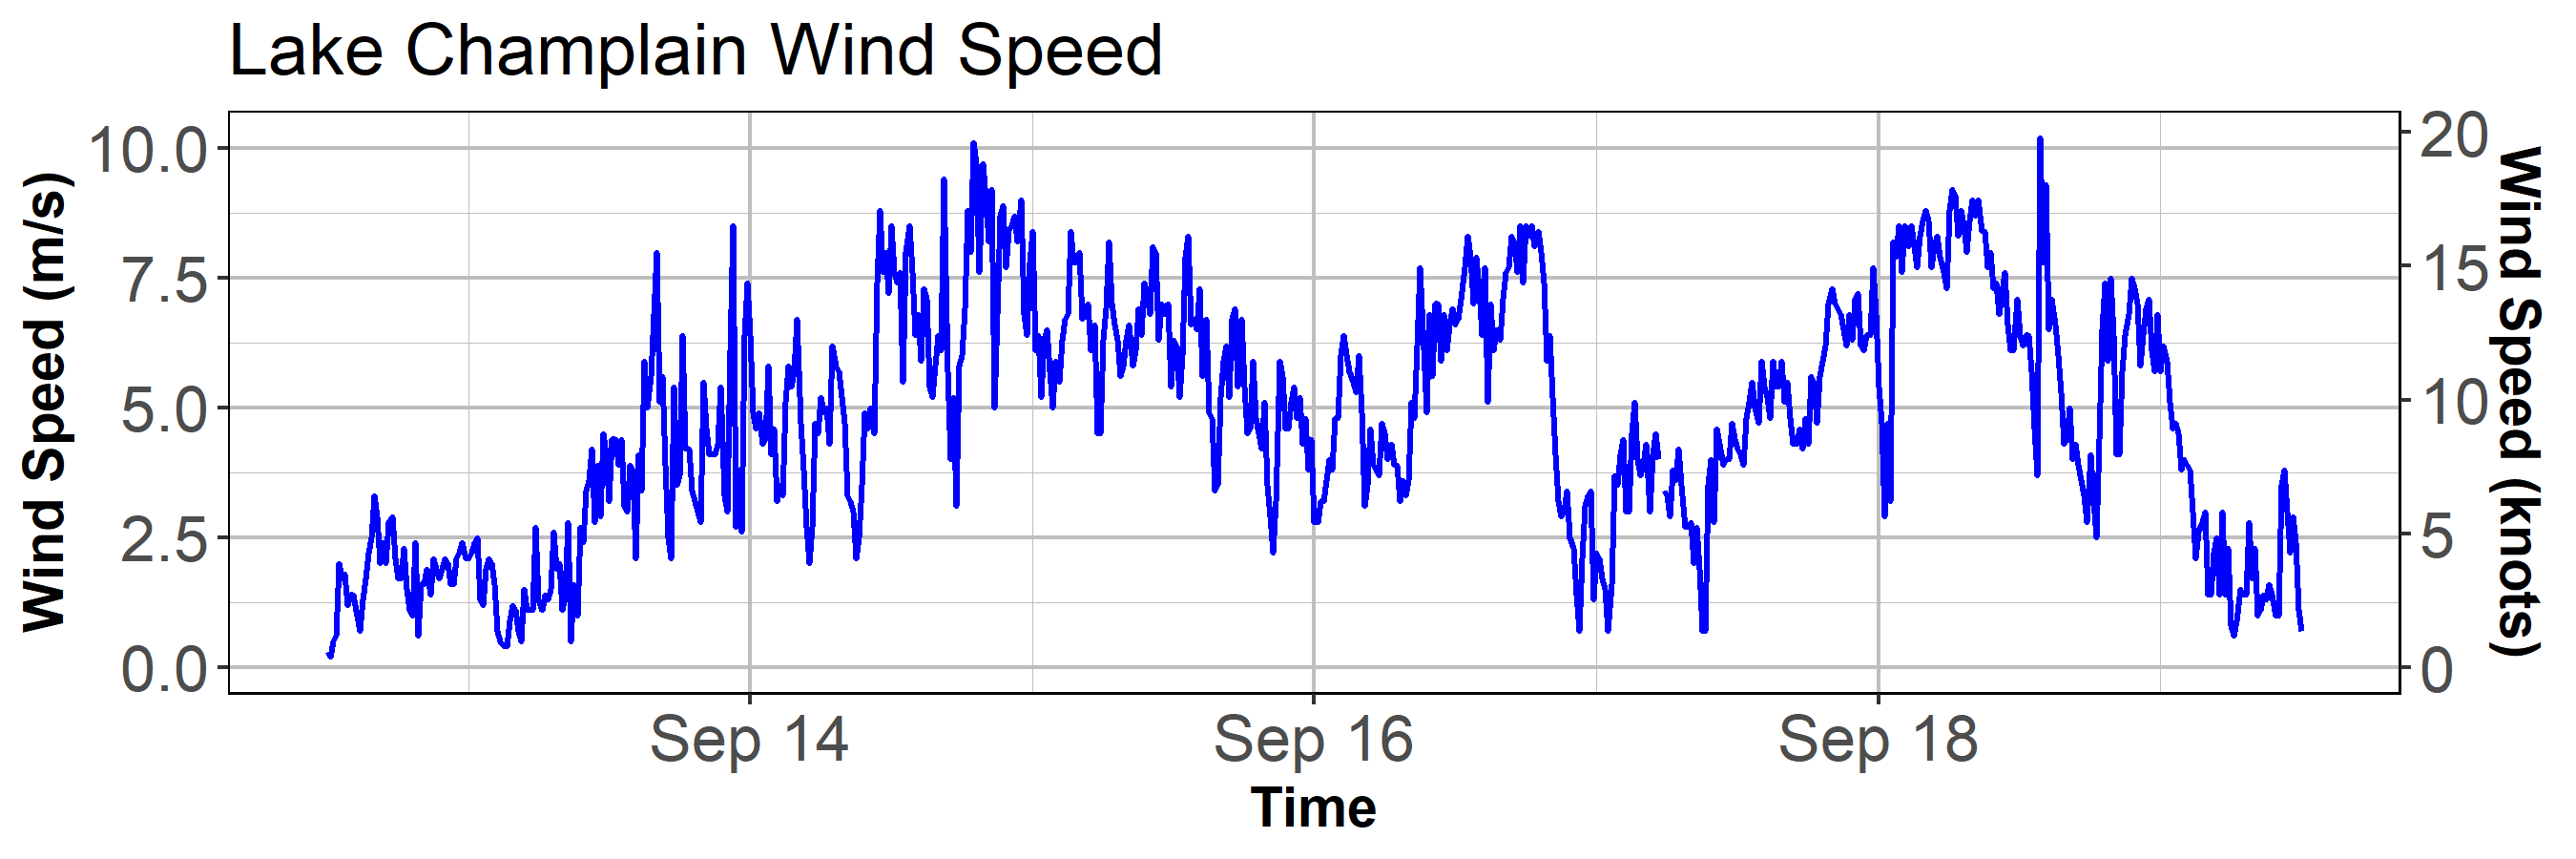 Lake Champlain Wind Speed
Wind Speed (m/s)
10.0
7.5
5.0
2.5
0.0
20
15
10
5
0
Wind Speed (knots)
Sep 14
Sep 16
Sep 18
Time